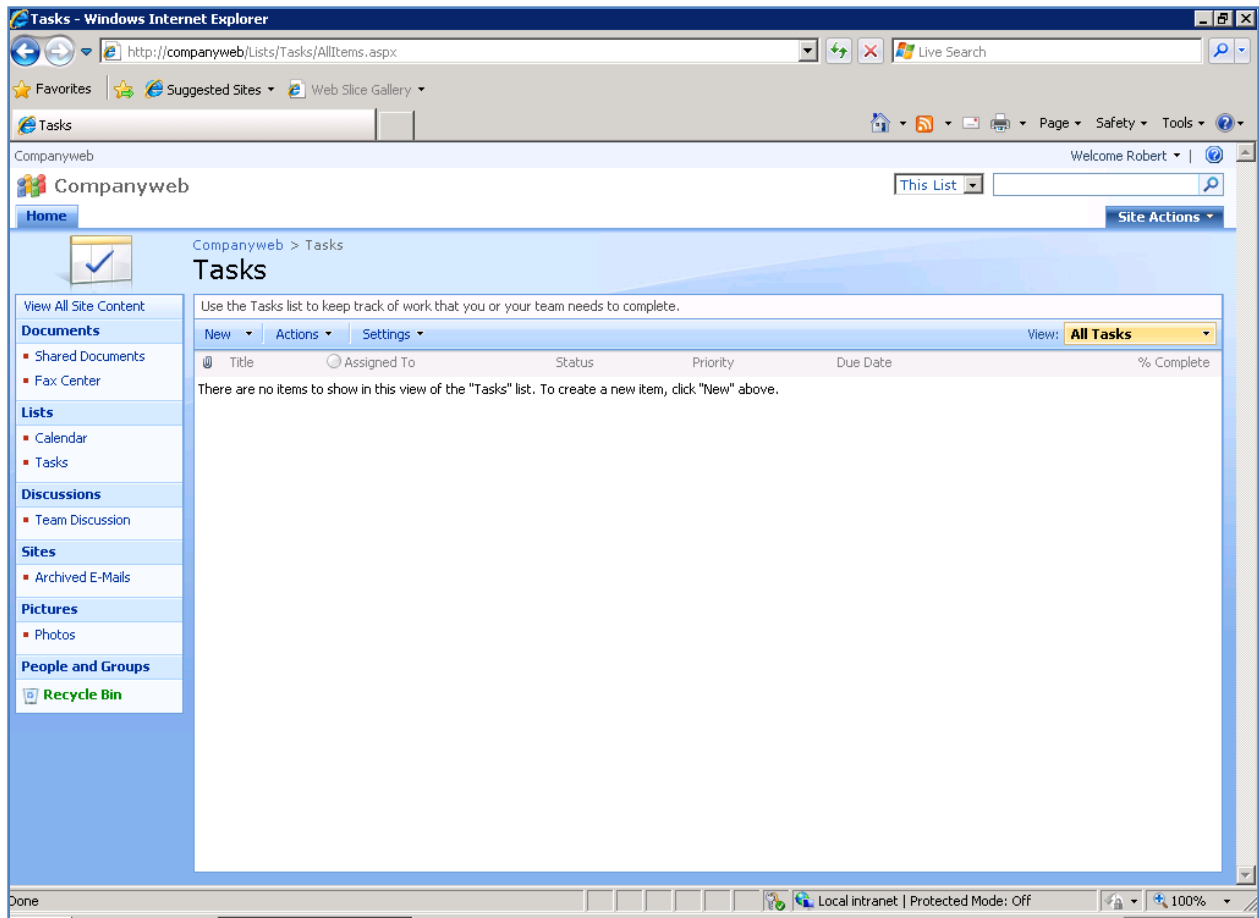 Tasks - Windows Internet Explorer
http://companyweb/Lists/Tasks/AllItems.aspx
Live Search
Favorites
Suggested Sites
Web Slice Gallery
Tasks
Page
Safety
Tools
Companyweb
Welcome Robert
Companyweb
This List
Home
Site Actions
Companyweb > Tasks
Tasks
View All Site Content
Documents
Shared Documents
Fax Center
Lists
Calendar
Tasks
Discussions
Team Discussion
Sites
Archived E-Mails
Pictures
Photos
People and Groups
Recycle Bin
Use the Tasks list to keep track of work that you or your team needs to complete.
New Actions Settings View: All Tasks
Title Assigned To Status Priority Due Date % Complete
There are no items to show in this view of the "Tasks" list. To create a new item, click "New" above.
Done
Local intranet | Protected Mode: Off
100%